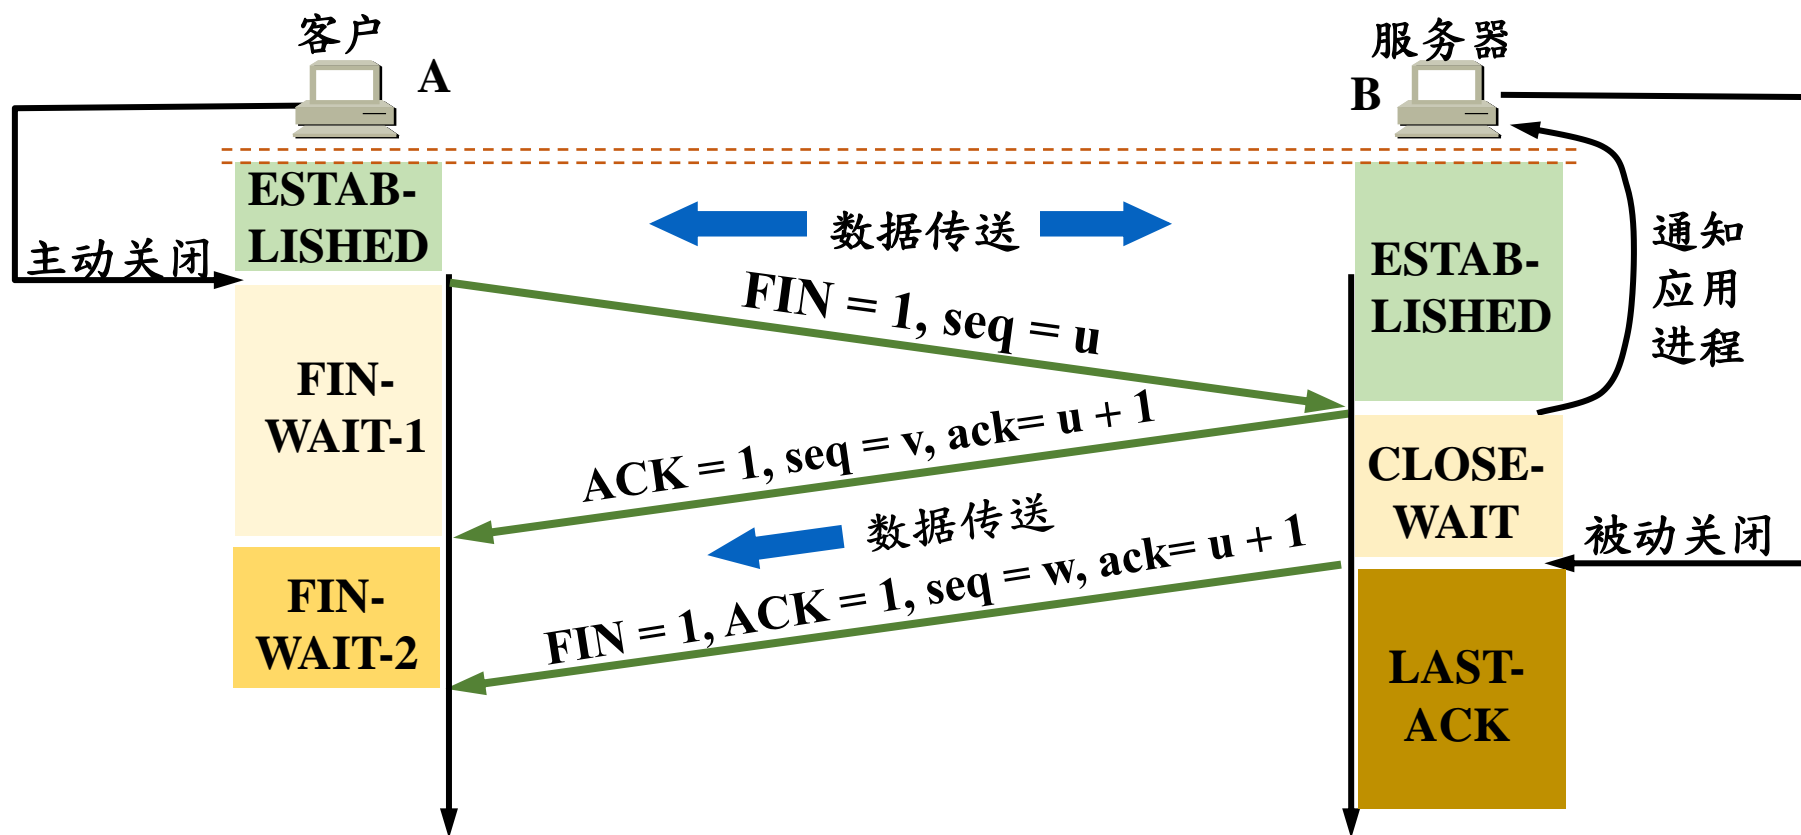 客户
服务器
A
B
ESTAB-
LISHED
数据传送
ESTAB-
LISHED
通知
应用
进程
主动关闭
FIN = 1, seq = u
FIN-
WAIT-1
ACK = 1, seq = v, ack= u + 1
CLOSE-
WAIT
数据传送
被动关闭
FIN = 1, ACK = 1, seq = w, ack= u + 1
FIN-
WAIT-2
LAST-
ACK